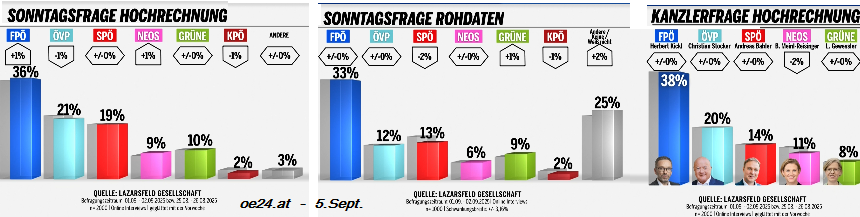 SONNTAGSFRAGE HOCHRECHNUNG
FPÖ ÖVP SPÖ NEOS GRÜNE KPÖ ANDERE
+1% -1% +/-0% +1% +/-0% -1% +/-0%
36% 21% 19% 9% 10% 2% 3%
QUELLE: LAZARSFELD GESELLSCHAFT
oe24.at - 5.Sept.
SONNTAGSFRAGE ROHDATEN
FPÖ ÖVP SPÖ NEOS GRÜNE KPÖ Andere /
Weißnicht
+/-0% +/-0% -2% +/-0% +1% -1% +2%
33% 12% 13% 6% 9% 2% 25%
QUELLE: LAZARSFELD GESELLSCHAFT
KANZLERFRAGE HOCHRECHNUNG
FPÖ ÖVP SPÖ NEOS GRÜNE
Herbert Kickl Christian Stocker Andreas Babler B. Meinl-Reisinger L. Gewessler
+/-0% +/-0% +/-0% -2% +/-0%
38% 20% 14% 11% 8%
QUELLE: LAZARSFELD GESELLSCHAFT